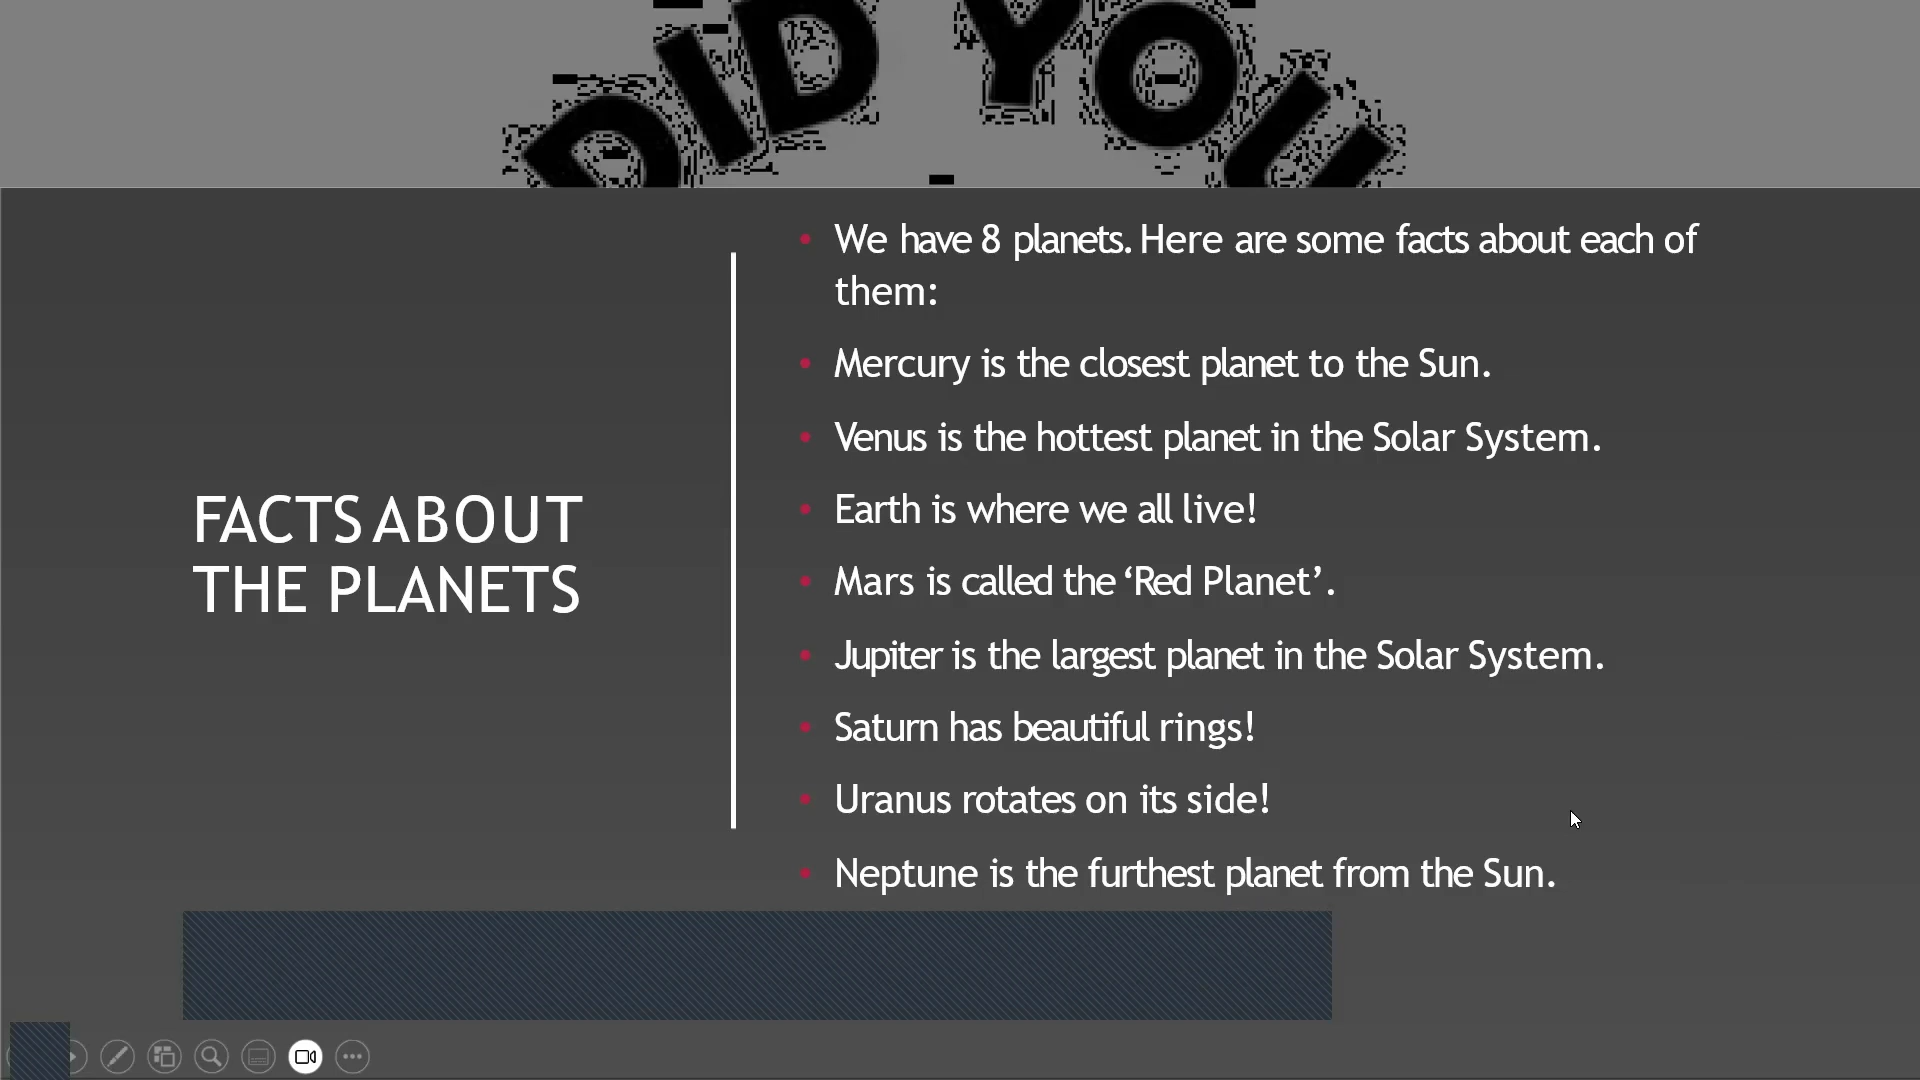 DID YOU
FACTS ABOUT
THE PLANETS
• We have 8 planets. Here are some facts about each of
them:
• Mercury is the closest planet to the Sun.
• Venus is the hottest planet in the Solar System.
• Earth is where we all live!
• Mars is called the ‘Red Planet’.
• Jupiter is the largest planet in the Solar System.
• Saturn has beautiful rings!
• Uranus rotates on its side!
• Neptune is the furthest planet from the Sun.